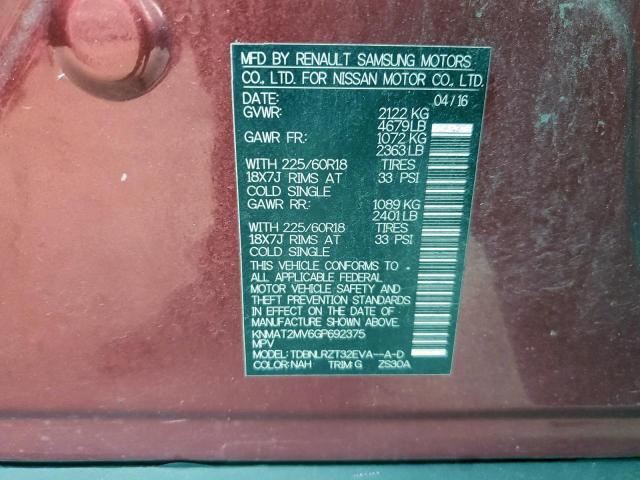 MFD BY RENAULT SAMSUNG MOTORS
CO., LTD. FOR NISSAN MOTOR CO., LTD.
DATE: 04/16
GVWR: 2122 KG
4679LB
GAWR FR: 1072 KG
2363LB
WITH 225/60R18 TIRES
18X7J RIMS AT 33 PSI
COLD SINGLE
GAWR RR: 1089 KG
2401LB
WITH 225/60R18 TIRES
18X7J RIMS AT 33 PSI
COLD SINGLE
THIS VEHICLE CONFORMS TO
ALL APPLICABLE FEDERAL
MOTOR VEHICLE SAFETY AND
THEFT PREVENTION STANDARDS
IN EFFECT ON THE DATE OF
MANUFACTURE SHOWN ABOVE.
KNMAT2MV6GP692375
MPV
MODEL: TDBNLRZT32EVA--A-D
COLOR: NAH TRIM: G ZS30A